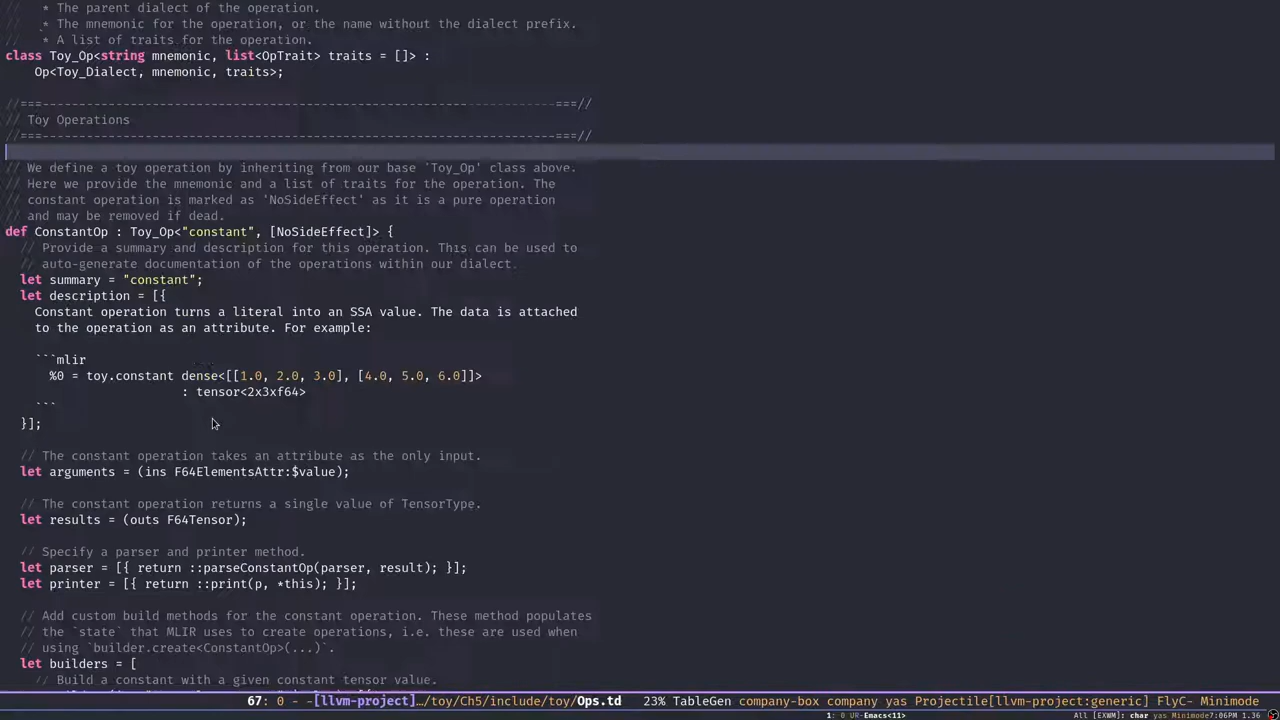 //   * The parent dialect of the operation.
//   * The mnemonic for the operation, or the name without the dialect prefix.
//   * A list of traits for the operation.
class Toy_Op<string mnemonic, list<OpTrait> traits = []> :
    Op<Toy_Dialect, mnemonic, traits>;
//===----------------------------------------------------------------------===//
// Toy Operations
//===----------------------------------------------------------------------===//
// We define a toy operation by inheriting from our base `Toy_Op' class above.
// Here we provide the mnemonic and a list of traits for the operation. The
// constant operation is marked as 'NoSideEffect' as it is a pure operation
// and may be removed if dead.
def ConstantOp : Toy_Op<"constant", [NoSideEffect]> {
  // Provide a summary and description for this operation. This can be used to
  // auto-generate documentation of the operations within our dialect.
  let summary = "constant";
  let description = [{
    Constant operation turns a literal into an SSA value. The data is attached
    to the operation as an attribute. For example:
    ```mlir
      %0 = toy.constant dense<[[1.0, 2.0, 3.0], [4.0, 5.0, 6.0]]>
                        : tensor<2x3xf64>
    ```
  }];
  // The constant operation takes an attribute as the only input.
  let arguments = (ins F64ElementsAttr:$value);
  // The constant operation returns a single value of TensorType.
  let results = (outs F64Tensor);
  // Specify a parser and printer method.
  let parser = [{ return ::parseConstantOp(parser, result); }];
  let printer = [{ return ::print(p, *this); }];
  // Add custom build methods for the constant operation. These method populates
  // the `state` that MLIR uses to create operations, i.e. these are used when
  // using `builder.create<ConstantOp>(...)`.
  let builders = [
    // Build a constant with a given constant tensor value.
67: 0 - -[llvm-project]…/toy/Ch5/include/toy/Ops.td   23% TableGen company-box company yas Projectile[llvm-project:generic] FlyC- Minimode
1: 0 UR-Emacs<11>   All [EXWM]: char yas Minimode7:06PM 1.36